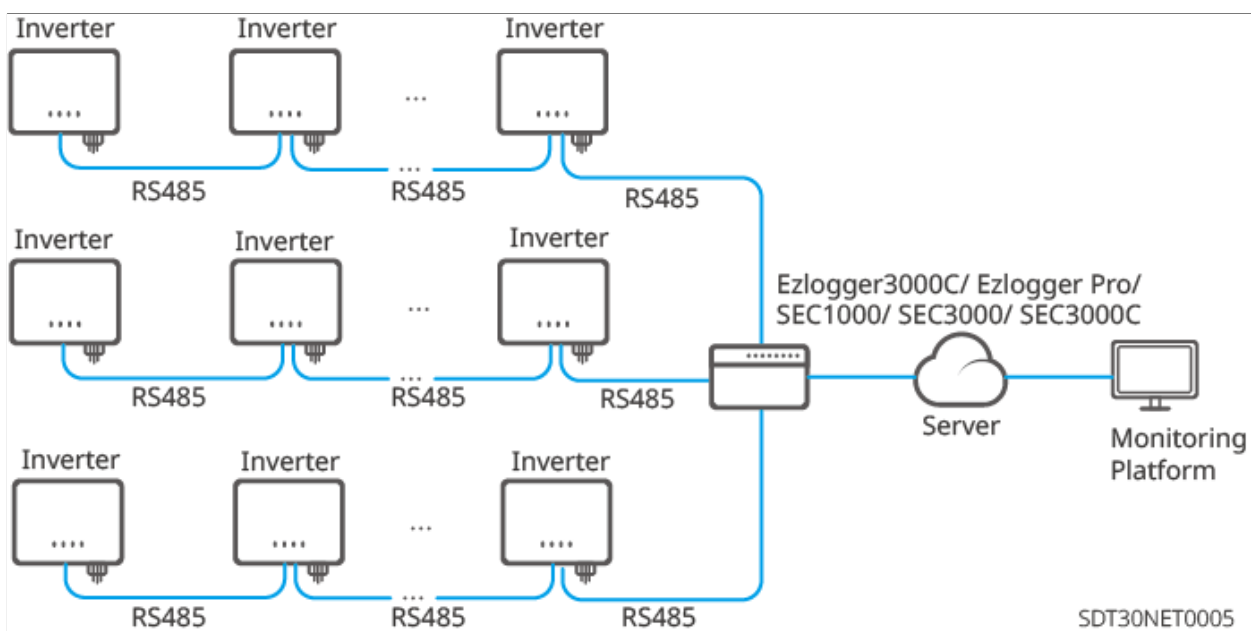 Inverter
Inverter
Inverter
...
...
RS485
RS485
RS485
Inverter
Inverter
Inverter
...
...
RS485
RS485
RS485
Ezlogger3000C/ Ezlogger Pro/
SEC1000/ SEC3000/ SEC3000C
Server
Monitoring
Platform
Inverter
Inverter
Inverter
...
...
RS485
RS485
RS485
SDT30NET0005